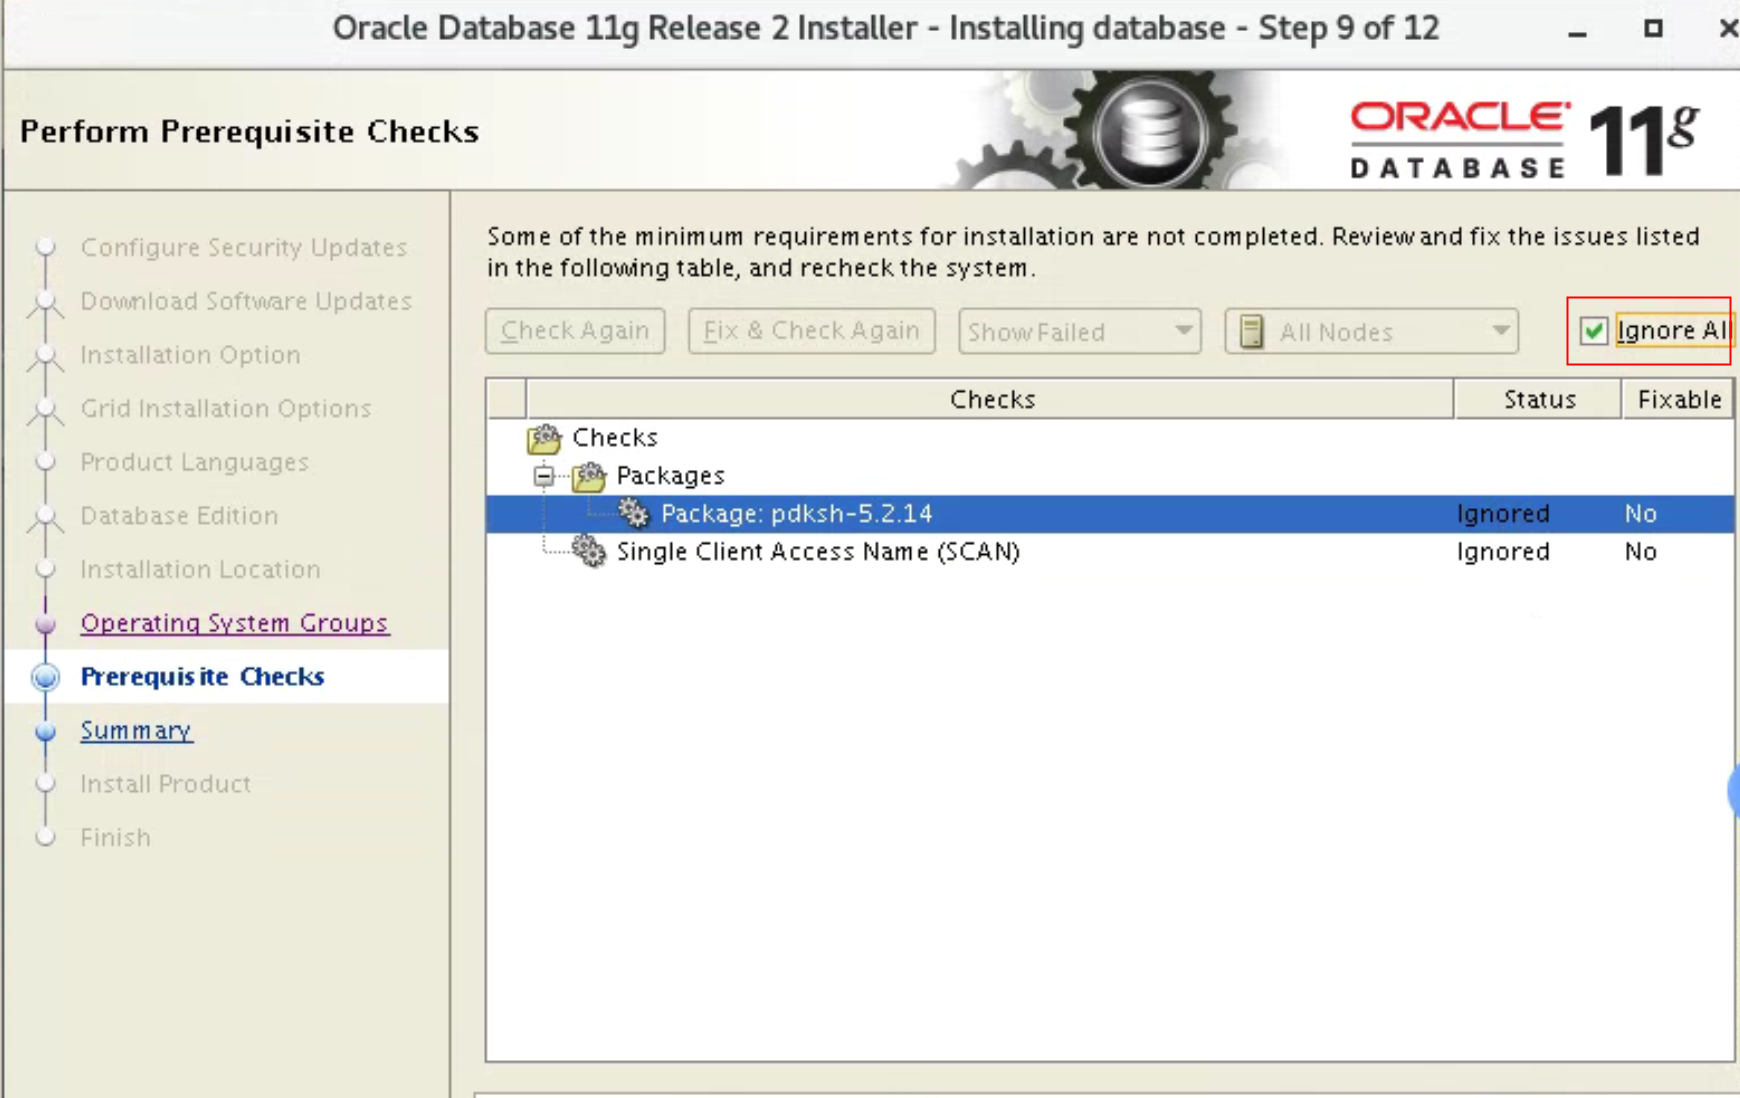 Oracle Database 11g Release 2 Installer - Installing database - Step 9 of 12
Perform Prerequisite Checks
ORACLE
DATABASE
11g
Configure Security Updates
Download Software Updates
Installation Option
Grid Installation Options
Product Languages
Database Edition
Installation Location
Operating System Groups
Prerequisite Checks
Summary
Install Product
Finish
Some of the minimum requirements for installation are not completed. Review and fix the issues listed
in the following table, and recheck the system.
Check Again Fix & Check Again Show Failed All Nodes Ignore All
Checks Status Fixable
Checks
Packages
Package: pdksh-5.2.14 Ignored No
Single Client Access Name (SCAN) Ignored No